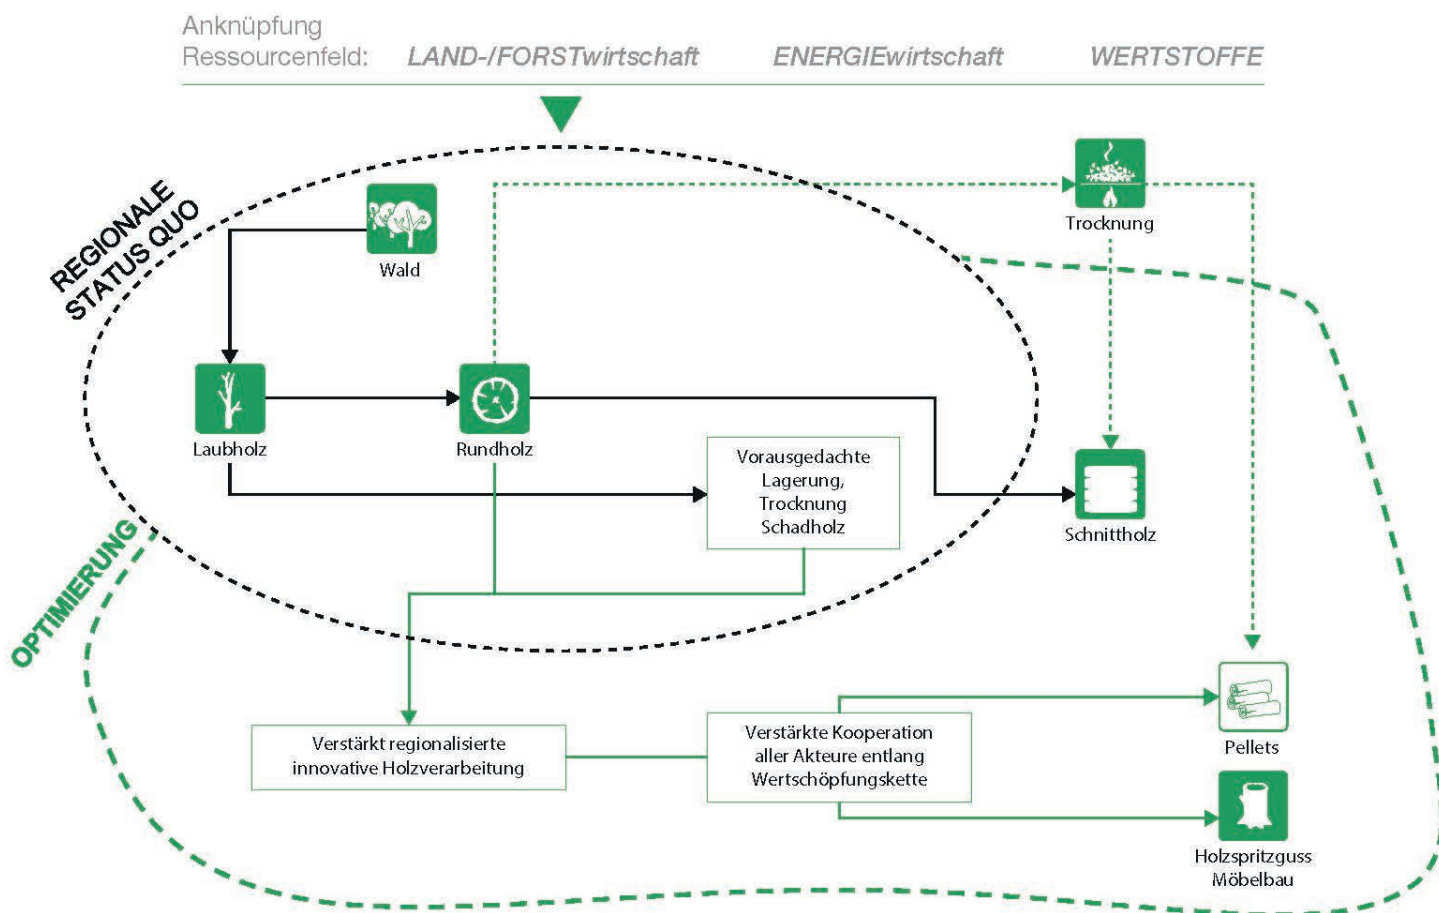 Anknüpfung
Ressourcenfeld: LAND-/FORSTwirtschaft ENERGIEwirtschaft WERTSTOFFE
REGIONALE
STATUS QUO
Wald
Trocknung
Laubholz
Rundholz
Vorausgedachte
Lagerung,
Trocknung
Schadholz
Schnittholz
OPTIMIERUNG
Verstärkt regionalisierte
innovative Holzverarbeitung
Verstärkte Kooperation
aller Akteure entlang
Wertschöpfungskette
Pellets
Holzspritzguss
Möbelbau